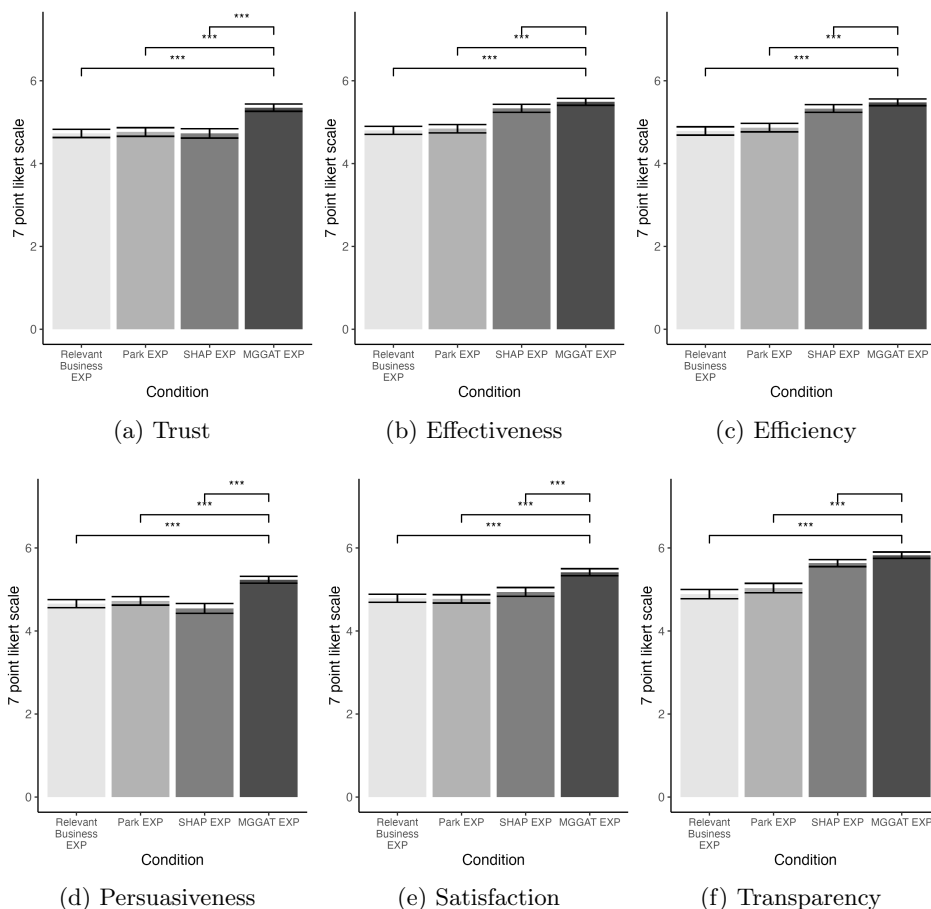 ***
***
***
7 point likert scale
6
4
2
0
Relevant
Business
EXP
Park EXP
SHAP EXP
MGGAT EXP
Condition
(a) Trust
***
***
7 point likert scale
6
4
2
0
Relevant
Business
EXP
Park EXP
SHAP EXP
MGGAT EXP
Condition
(b) Effectiveness
***
***
7 point likert scale
6
4
2
0
Relevant
Business
EXP
Park EXP
SHAP EXP
MGGAT EXP
Condition
(c) Efficiency
***
***
***
7 point likert scale
6
4
2
0
Relevant
Business
EXP
Park EXP
SHAP EXP
MGGAT EXP
Condition
(d) Persuasiveness
***
***
***
7 point likert scale
6
4
2
0
Relevant
Business
EXP
Park EXP
SHAP EXP
MGGAT EXP
Condition
(e) Satisfaction
***
***
7 point likert scale
6
4
2
0
Relevant
Business
EXP
Park EXP
SHAP EXP
MGGAT EXP
Condition
(f) Transparency